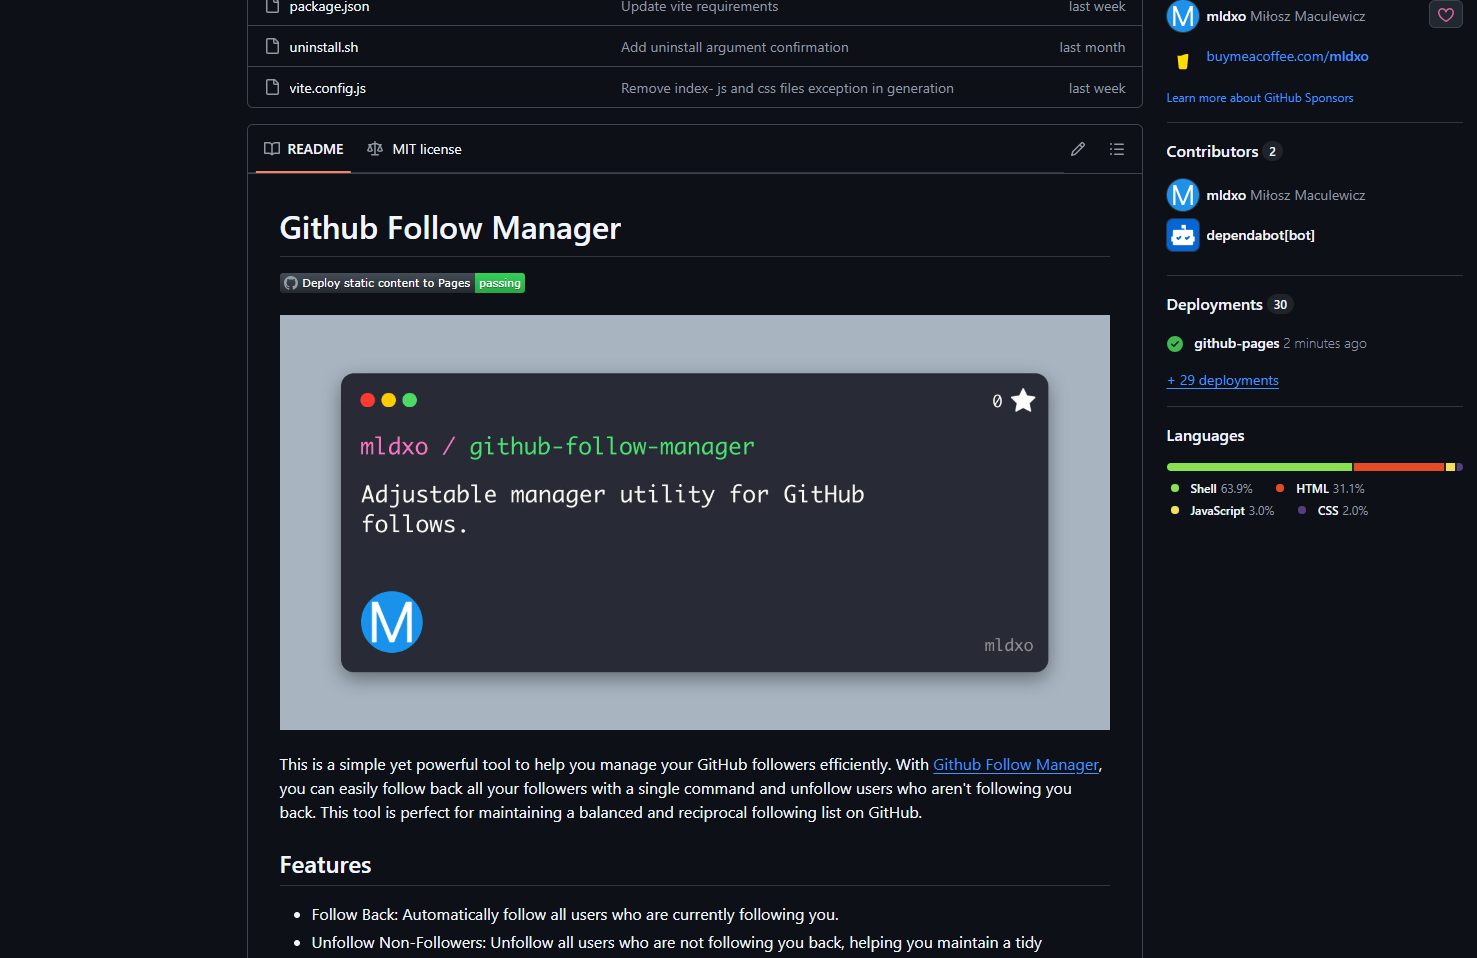 package.json Update vite requirements last week
uninstall.sh Add uninstall argument confirmation last month
vite.config.js Remove index- js and css files exception in generation last week
README MIT license
Github Follow Manager
Deploy static content to Pages passing
0
mldxo / github-follow-manager
Adjustable manager utility for GitHub
follows.
M
mldxo
This is a simple yet powerful tool to help you manage your GitHub followers efficiently. With Github Follow Manager,
you can easily follow back all your followers with a single command and unfollow users who aren't following you
back. This tool is perfect for maintaining a balanced and reciprocal following list on GitHub.
Features
• Follow Back: Automatically follow all users who are currently following you.
• Unfollow Non-Followers: Unfollow all users who are not following you back, helping you maintain a tidy
M mldxo Miłosz Maculewicz
buymeacoffee.com/mldxo
Learn more about GitHub Sponsors
Contributors 2
M mldxo Miłosz Maculewicz
dependabot[bot]
Deployments 30
github-pages 2 minutes ago
+ 29 deployments
Languages
Shell 63.9% HTML 31.1%
JavaScript 3.0% CSS 2.0%